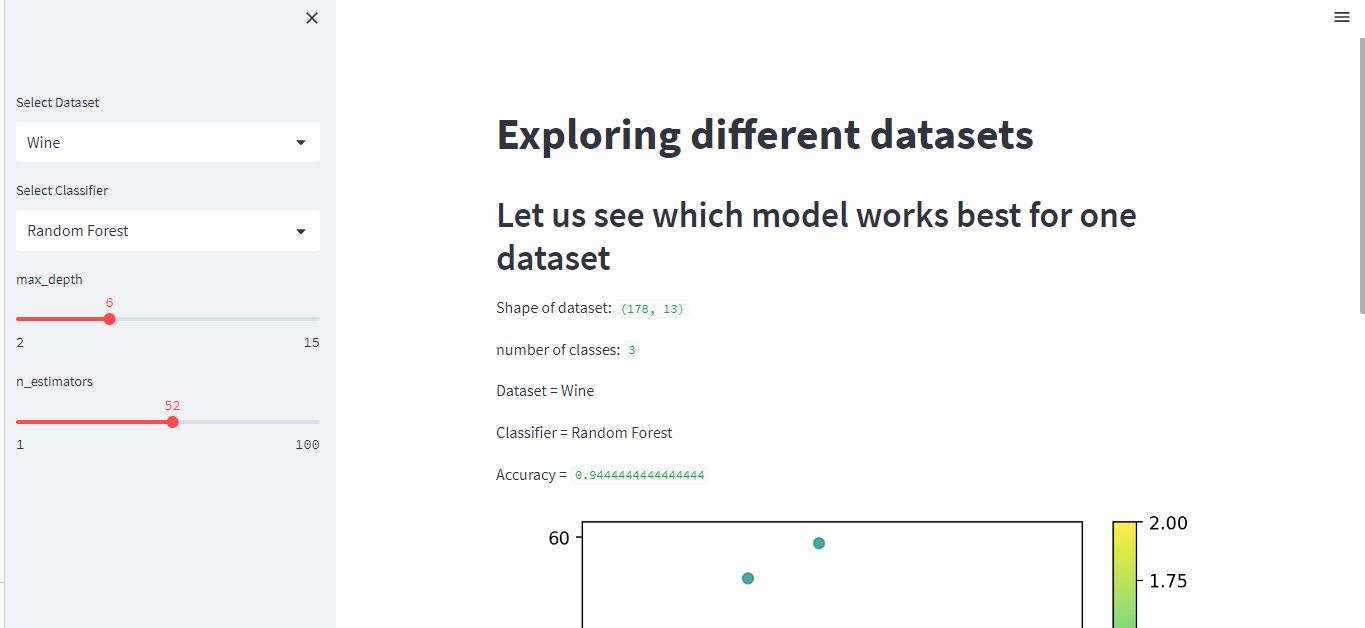 Select Dataset
Wine
Select Classifier
Random Forest
max_depth
6
2 15
n_estimators
52
1 100
Exploring different datasets
Let us see which model works best for one
dataset
Shape of dataset: (178, 13)
number of classes: 3
Dataset = Wine
Classifier = Random Forest
Accuracy = 0.9444444444444444
60
2.00
1.75